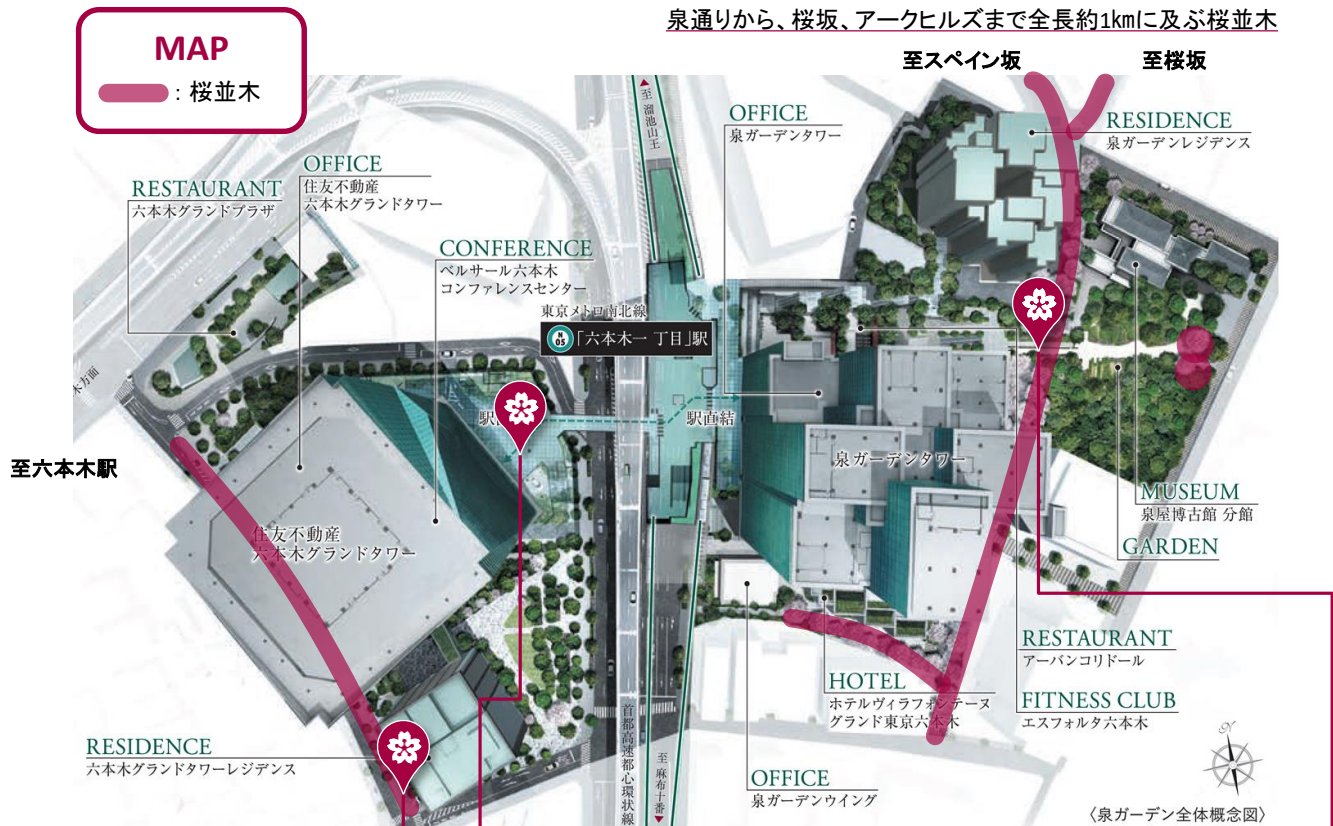 泉通りから、桜坂、アークヒルズまで全長約1kmに及ぶ桜並木
MAP
：桜並木
至スペイン坂
至桜坂
至 溜池山王
OFFICE
泉ガーデンタワー
RESIDENCE
泉ガーデンレジデンス
OFFICE
住友不動産
六本木グランドタワー
RESTAURANT
六本木グランドプラザ
CONFERENCE
ベルサール六本木
コンファレンスセンター
東京メトロ南北線
N
05
「六本木一丁目」駅
木方面
駅
駅直結
至六本木駅
泉ガーデンタワー
住友不動産
六本木グランドタワー
MUSEUM
泉屋博古館 分館
GARDEN
RESTAURANT
アーバンコリドール
HOTEL
ホテルヴィラフォンテーヌ
グランド東京六本木
FITNESS CLUB
エスフォルタ六本木
RESIDENCE
六本木グランドタワーレジデンス
首都高速都心環状線
至 麻布十番
OFFICE
泉ガーデンウイング
N
〈泉ガーデン全体概念図〉